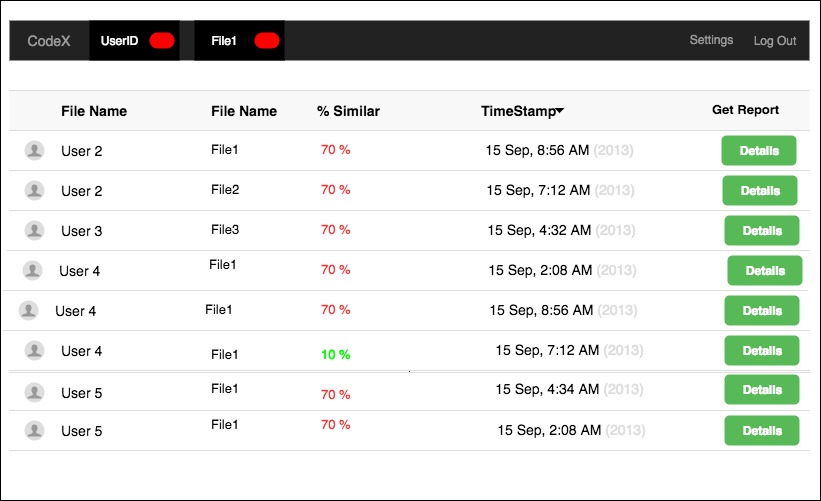 CodeX UserID File1 Settings Log Out
File Name File Name % Similar TimeStamp Get Report
User 2 File1 70 % 15 Sep, 8:56 AM (2013) Details
User 2 File2 70 % 15 Sep, 7:12 AM (2013) Details
User 3 File3 70 % 15 Sep, 4:32 AM (2013) Details
User 4 File1 70 % 15 Sep, 2:08 AM (2013) Details
User 4 File1 70 % 15 Sep, 8:56 AM (2013) Details
User 4 File1 10 % 15 Sep, 7:12 AM (2013) Details
User 5 File1 70 % 15 Sep, 4:34 AM (2013) Details
User 5 File1 70 % 15 Sep, 2:08 AM (2013) Details